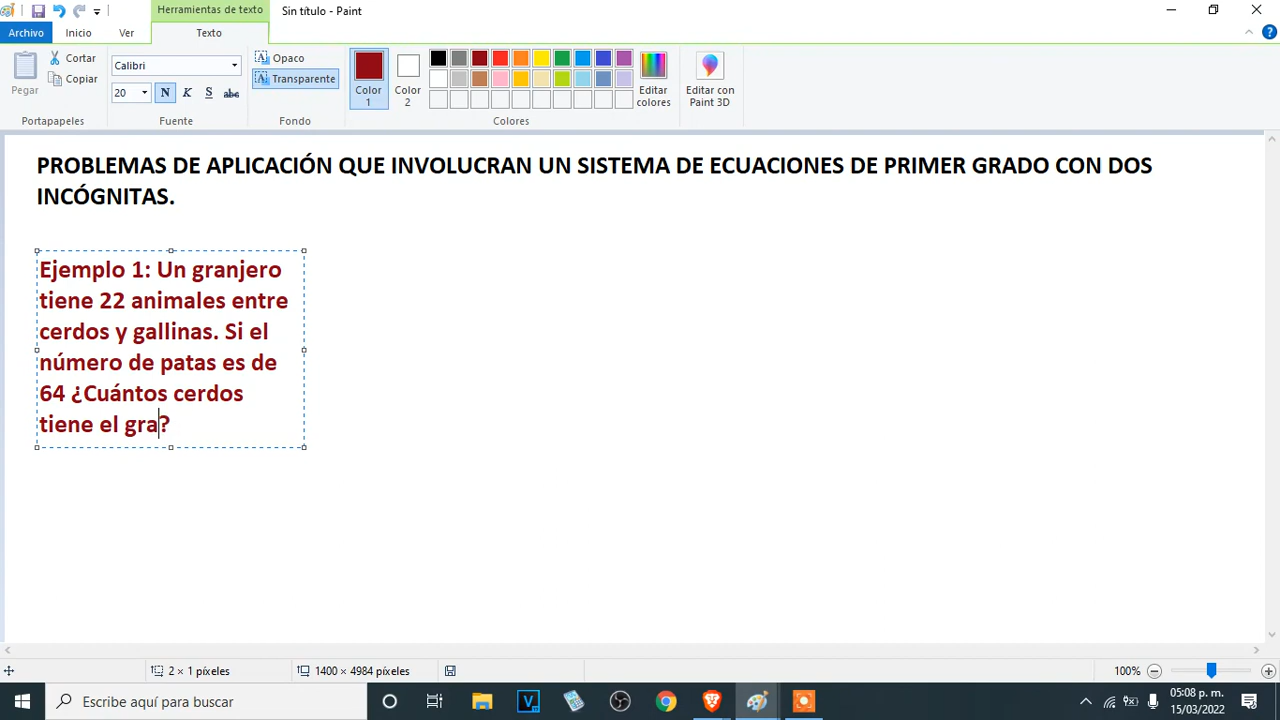 Herramientas de texto
Sin título - Paint
Archivo
Inicio
Ver
Texto
Pegar
Cortar
Copiar
Portapapeles
Calibri
20
N
K
S
abc
Fuente
A
Opaco
A
Transparente
Fondo
Color
1
Color
2
Colores
Editar
colores
Editar con
Paint 3D
PROBLEMAS DE APLICACIÓN QUE INVOLUCRAN UN SISTEMA DE ECUACIONES DE PRIMER GRADO CON DOS
INCÓGNITAS.
Ejemplo 1: Un granjero
tiene 22 animales entre
cerdos y gallinas. Si el
número de patas es de
64 ¿Cuántos cerdos
tiene el gra?
2 × 1 píxeles
1400 × 4984 píxeles
100%
Escribe aquí para buscar
V
05:08 p. m.
15/03/2022